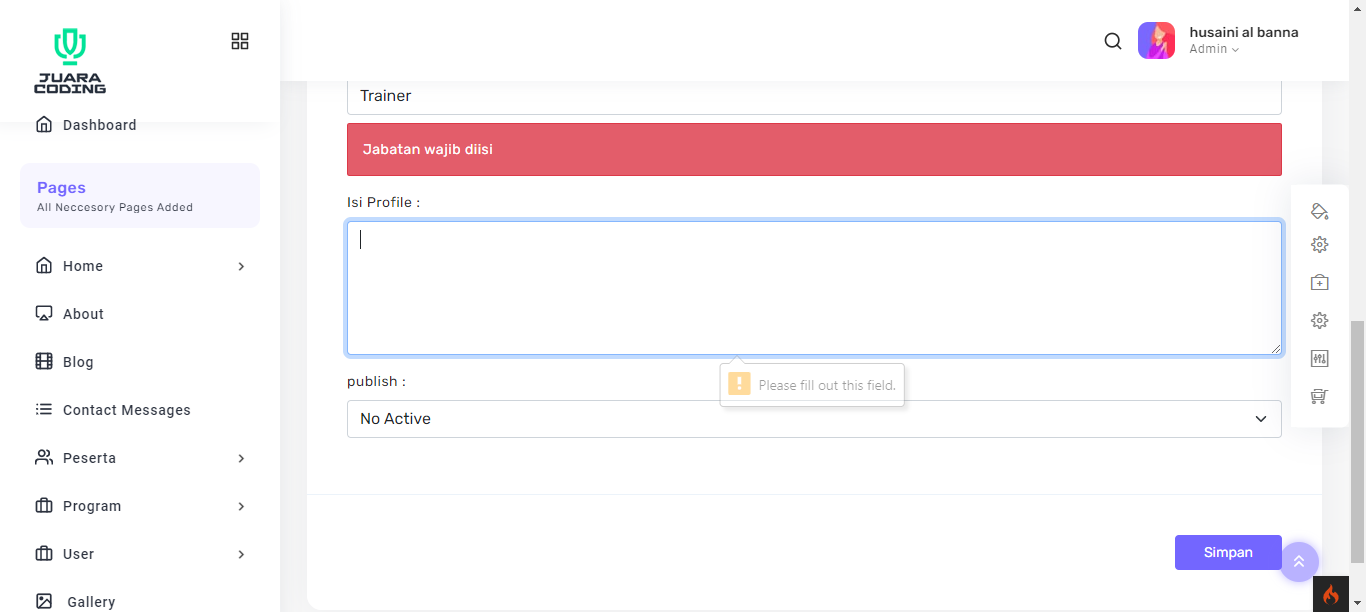 JUARA
CODING
husaini al banna
Admin
Dashboard
Pages
All Neccesory Pages Added
Home
About
Blog
Contact Messages
Peserta
Program
User
Gallery
Trainer
Jabatan wajib diisi
Isi Profile :
Please fill out this field.
publish :
No Active
Simpan